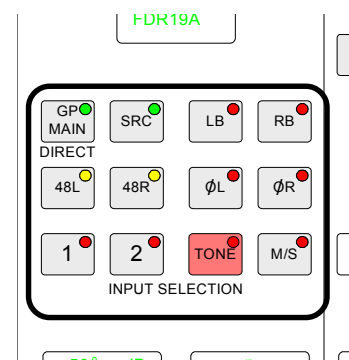 FDR19A
GP MAIN SRC LB RB
DIRECT
48L 48R ØL ØR
1 2 TONE M/S
INPUT SELECTION